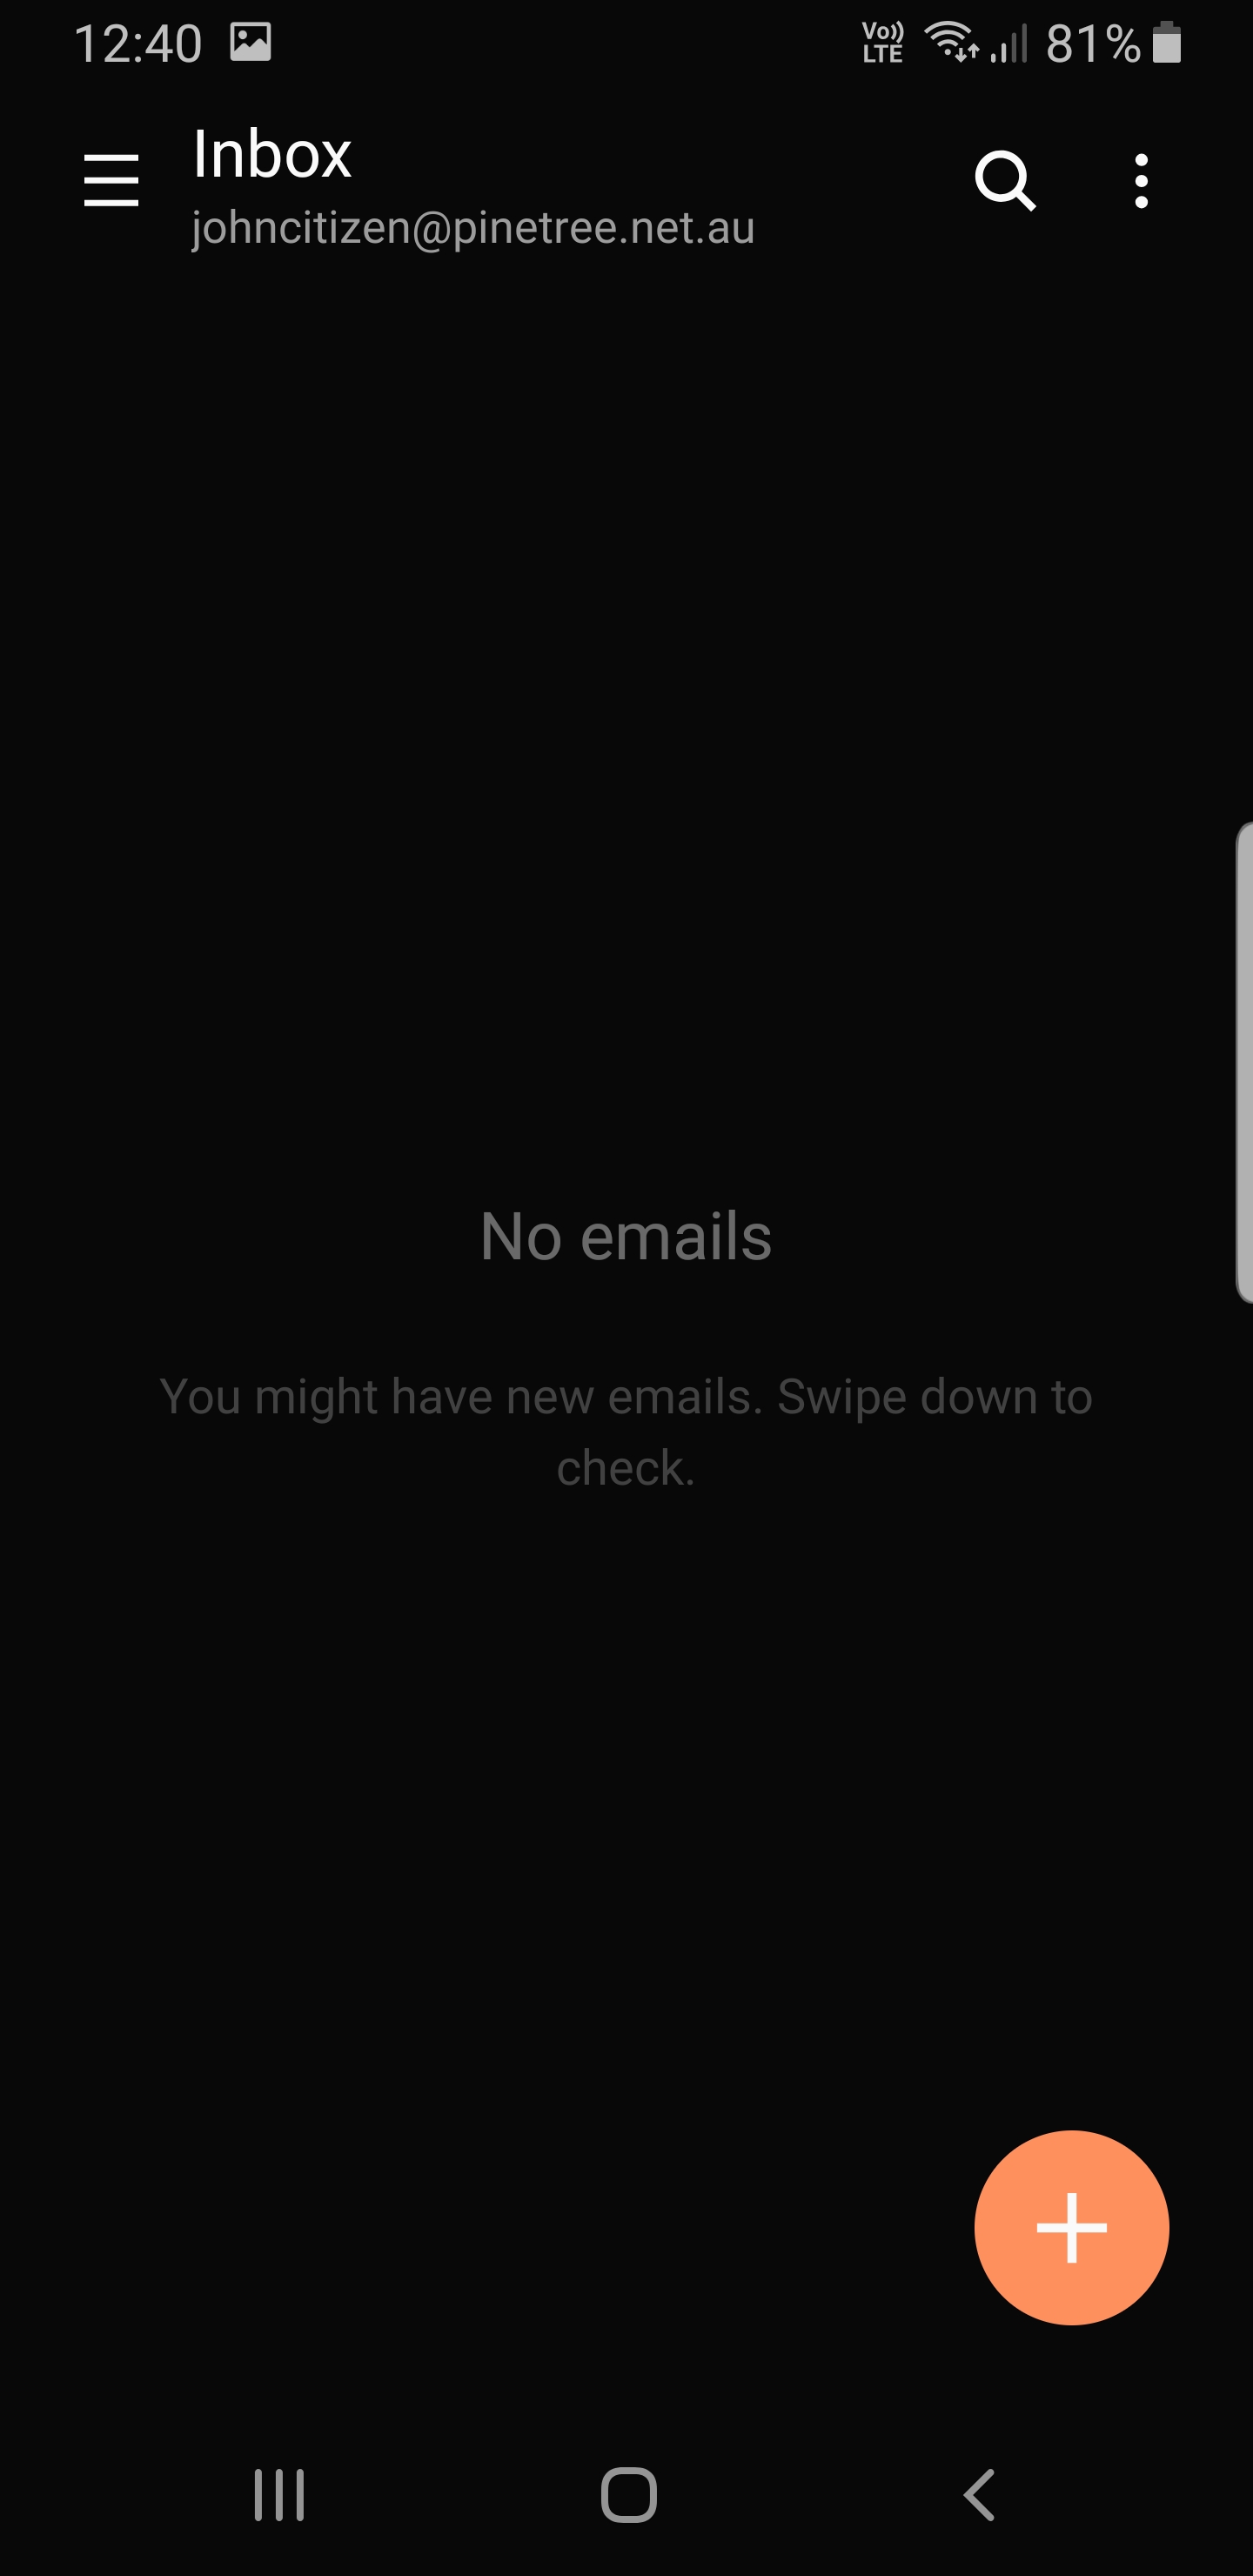 12:40
Vo)) LTE 81%
Inbox
johncitizen@pinetree.net.au
No emails
You might have new emails. Swipe down to
check.